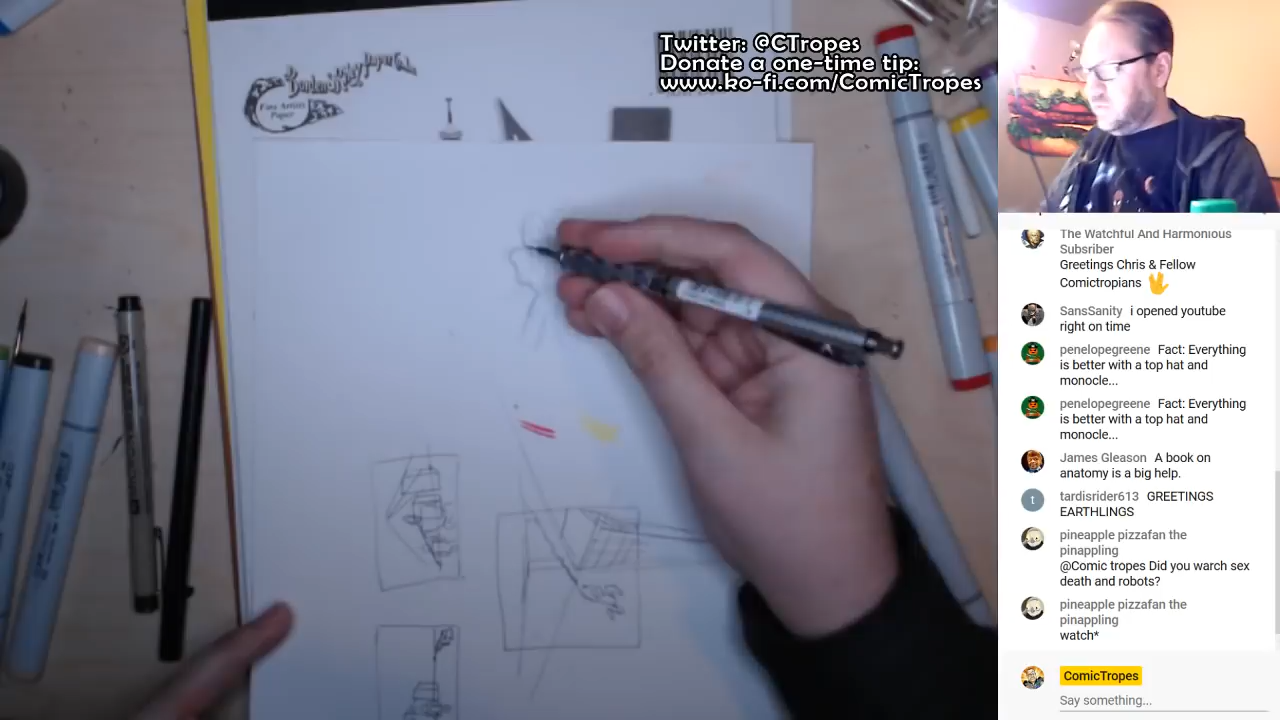 Twitter: @CTropes
Donate a one-time tip:
www.ko-fi.com/ComicTropes
Fine Artists
Paper
The Watchful And Harmonious
Subsriber
Greetings Chris & Fellow
Comictropians 🖖
SansSanity i opened youtube
right on time
penelopegreene Fact: Everything
is better with a top hat and
monocle...
penelopegreene Fact: Everything
is better with a top hat and
monocle...
James Gleason A book on
anatomy is a big help.
t
tardisrider613 GREETINGS
EARTHLINGS
pineapple pizzafan the
pinappling
@Comic tropes Did you warch sex
death and robots?
pineapple pizzafan the
pinappling
watch*
ComicTropes
Say something...